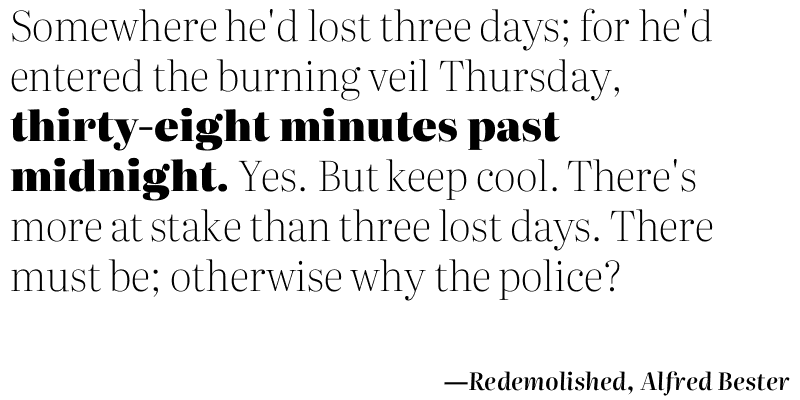 Somewhere he'd lost three days; for he'd
entered the burning veil Thursday,
thirty-eight minutes past
midnight. Yes. But keep cool. There's
more at stake than three lost days. There
must be; otherwise why the police?
—Redemolished, Alfred Bester